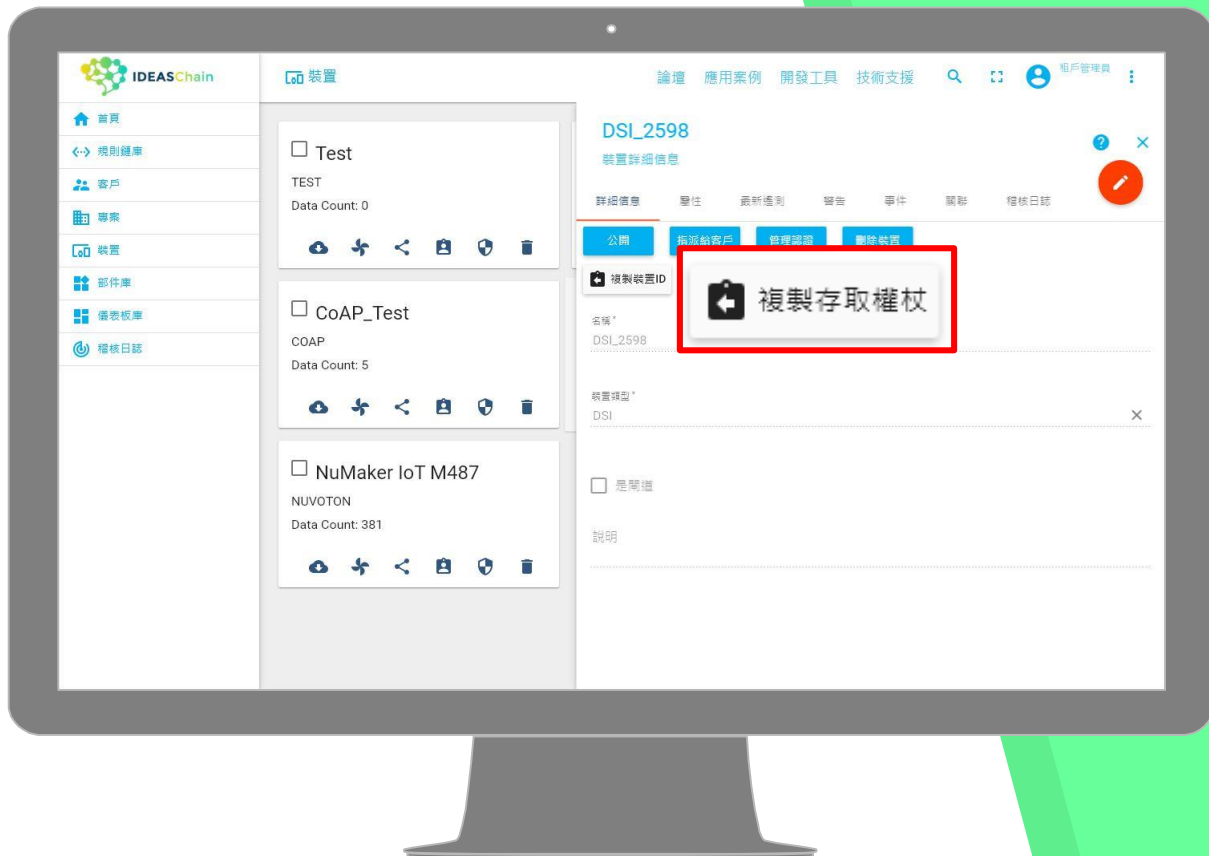 IDEASChain
裝置
論壇 應用案例 開發工具 技術支援
租戶管理員
首頁
規則鏈庫
客戶
專案
裝置
部件庫
儀表板庫
稽核日誌
Test
TEST
Data Count: 0
CoAP_Test
COAP
Data Count: 5
NuMaker IoT M487
NUVOTON
Data Count: 381
DSI_2598
裝置詳細信息
詳細信息 屬性 最新遙測 警告 事件 關聯 稽核日誌
公開 指派給客戶 管理認證 刪除裝置
複製裝置ID
複製存取權杖
名稱*
DSI_2598
裝置類型*
DSI
是閘道
說明